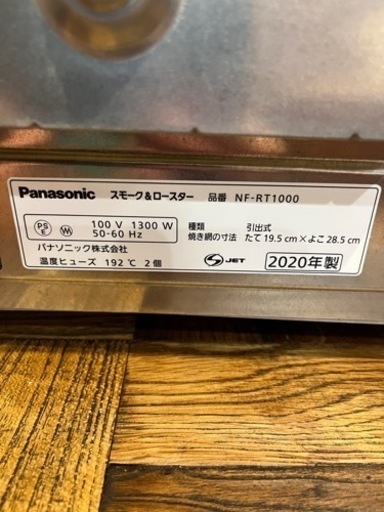 Panasonic スモーク&ロースター 品番 NF-RT1000
PS E W 100 V 1300 W
50-60 Hz
種類 引出式
焼き網の寸法 たて 19.5 cm×よこ 28.5 cm
パナソニック株式会社
温度ヒューズ 192 ℃ 2 個
S JET 2020年製